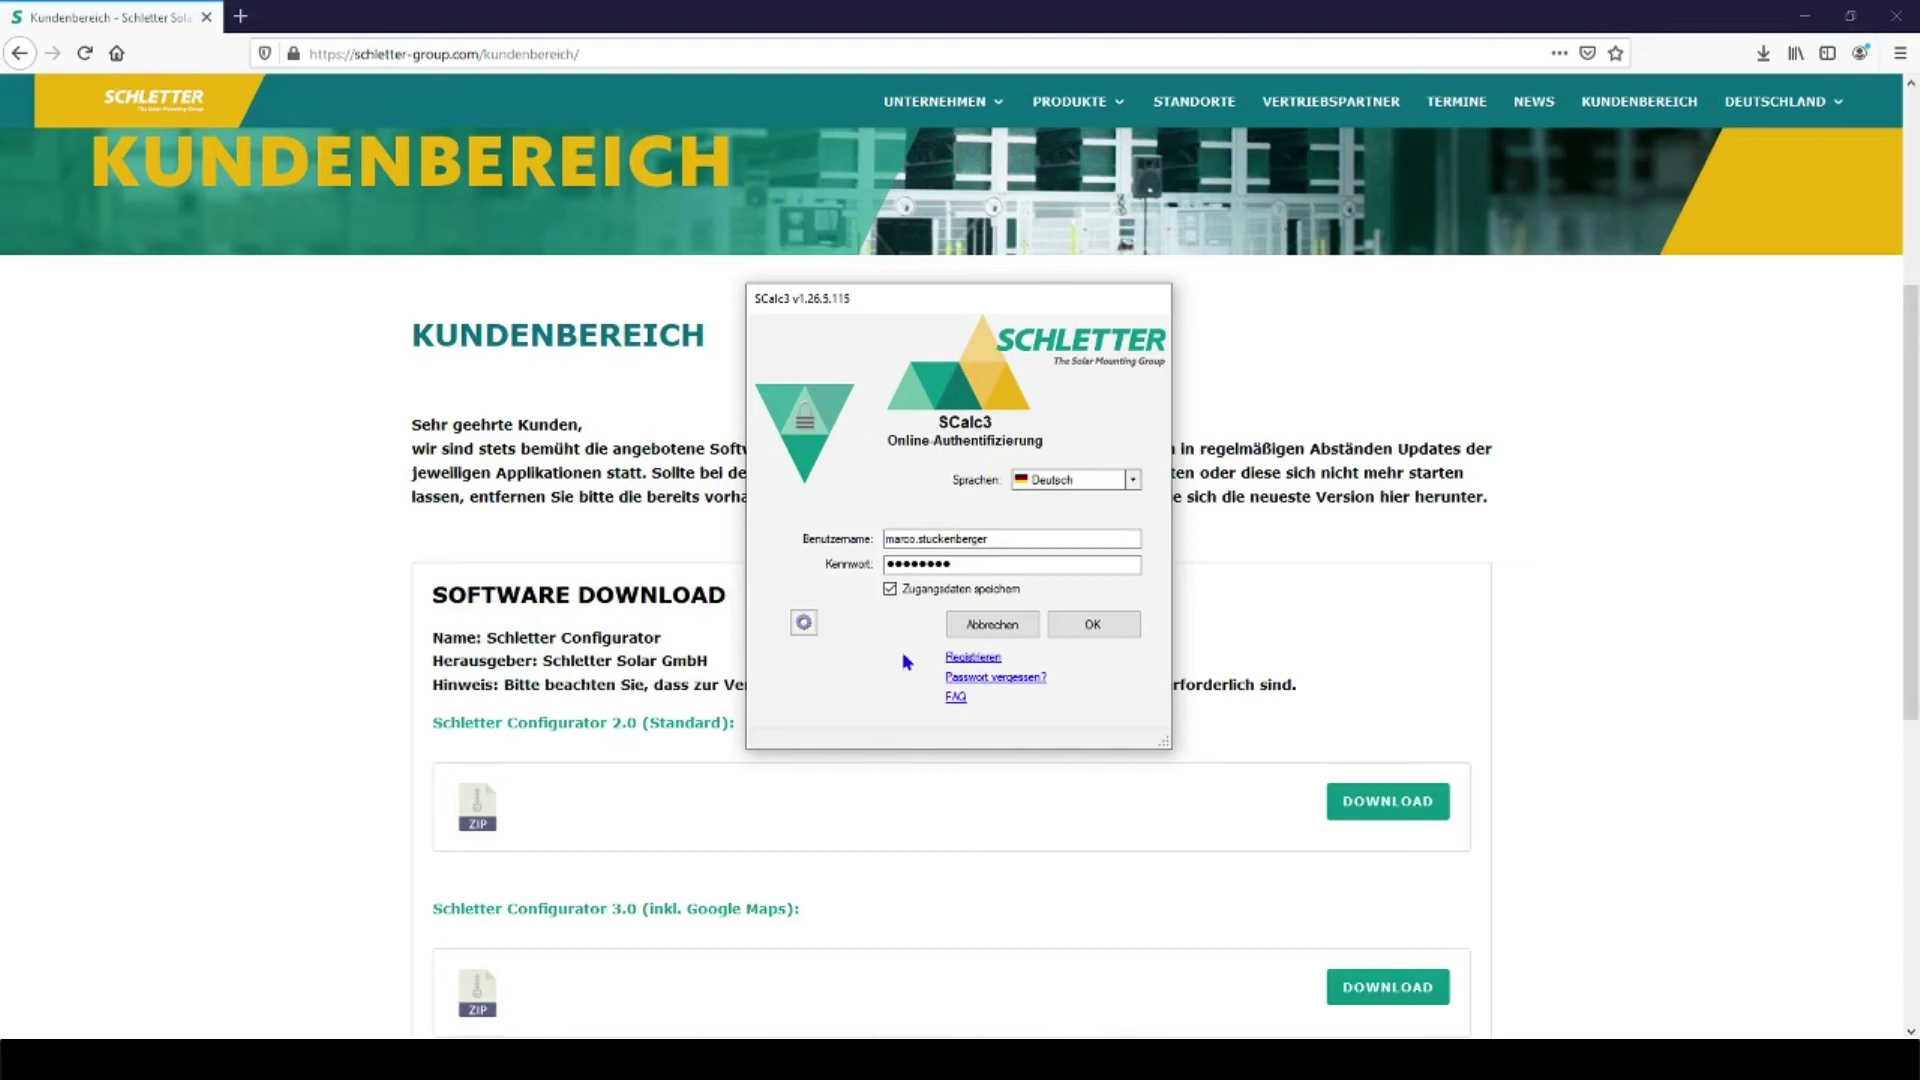 Kundenbereich - Schletter Sola
https://schletter-group.com/kundenbereich/
SCHLETTER
The Solar Mounting Group
UNTERNEHMEN
PRODUKTE
STANDORTE
VERTRIEBSPARTNER
TERMINE
NEWS
KUNDENBEREICH
DEUTSCHLAND
KUNDENBEREICH
KUNDENBEREICH
Sehr geehrte Kunden,
wir sind stets bemüht die angebotene Softw
in regelmäßigen Abständen Updates der
jeweiligen Applikationen statt. Sollte bei de
ten oder diese sich nicht mehr starten
lassen, entfernen Sie bitte die bereits vorha
e sich die neueste Version hier herunter.
SOFTWARE DOWNLOAD
Name: Schletter Configurator
Herausgeber: Schletter Solar GmbH
Hinweis: Bitte beachten Sie, dass zur Ver
rforderlich sind.
Schletter Configurator 2.0 (Standard):
ZIP
DOWNLOAD
Schletter Configurator 3.0 (inkl. Google Maps):
ZIP
DOWNLOAD
SCalc3 v1.26.5.115
SCHLETTER
The Solar Mounting Group
SCalc3
Online-Authentifizierung
Sprachen: Deutsch
Benutzername: marco.stuckenberger
Kennwort: ●●●●●●●●
Zugangsdaten speichern
Abbrechen
OK
Registrieren
Passwort vergessen?
FAQ